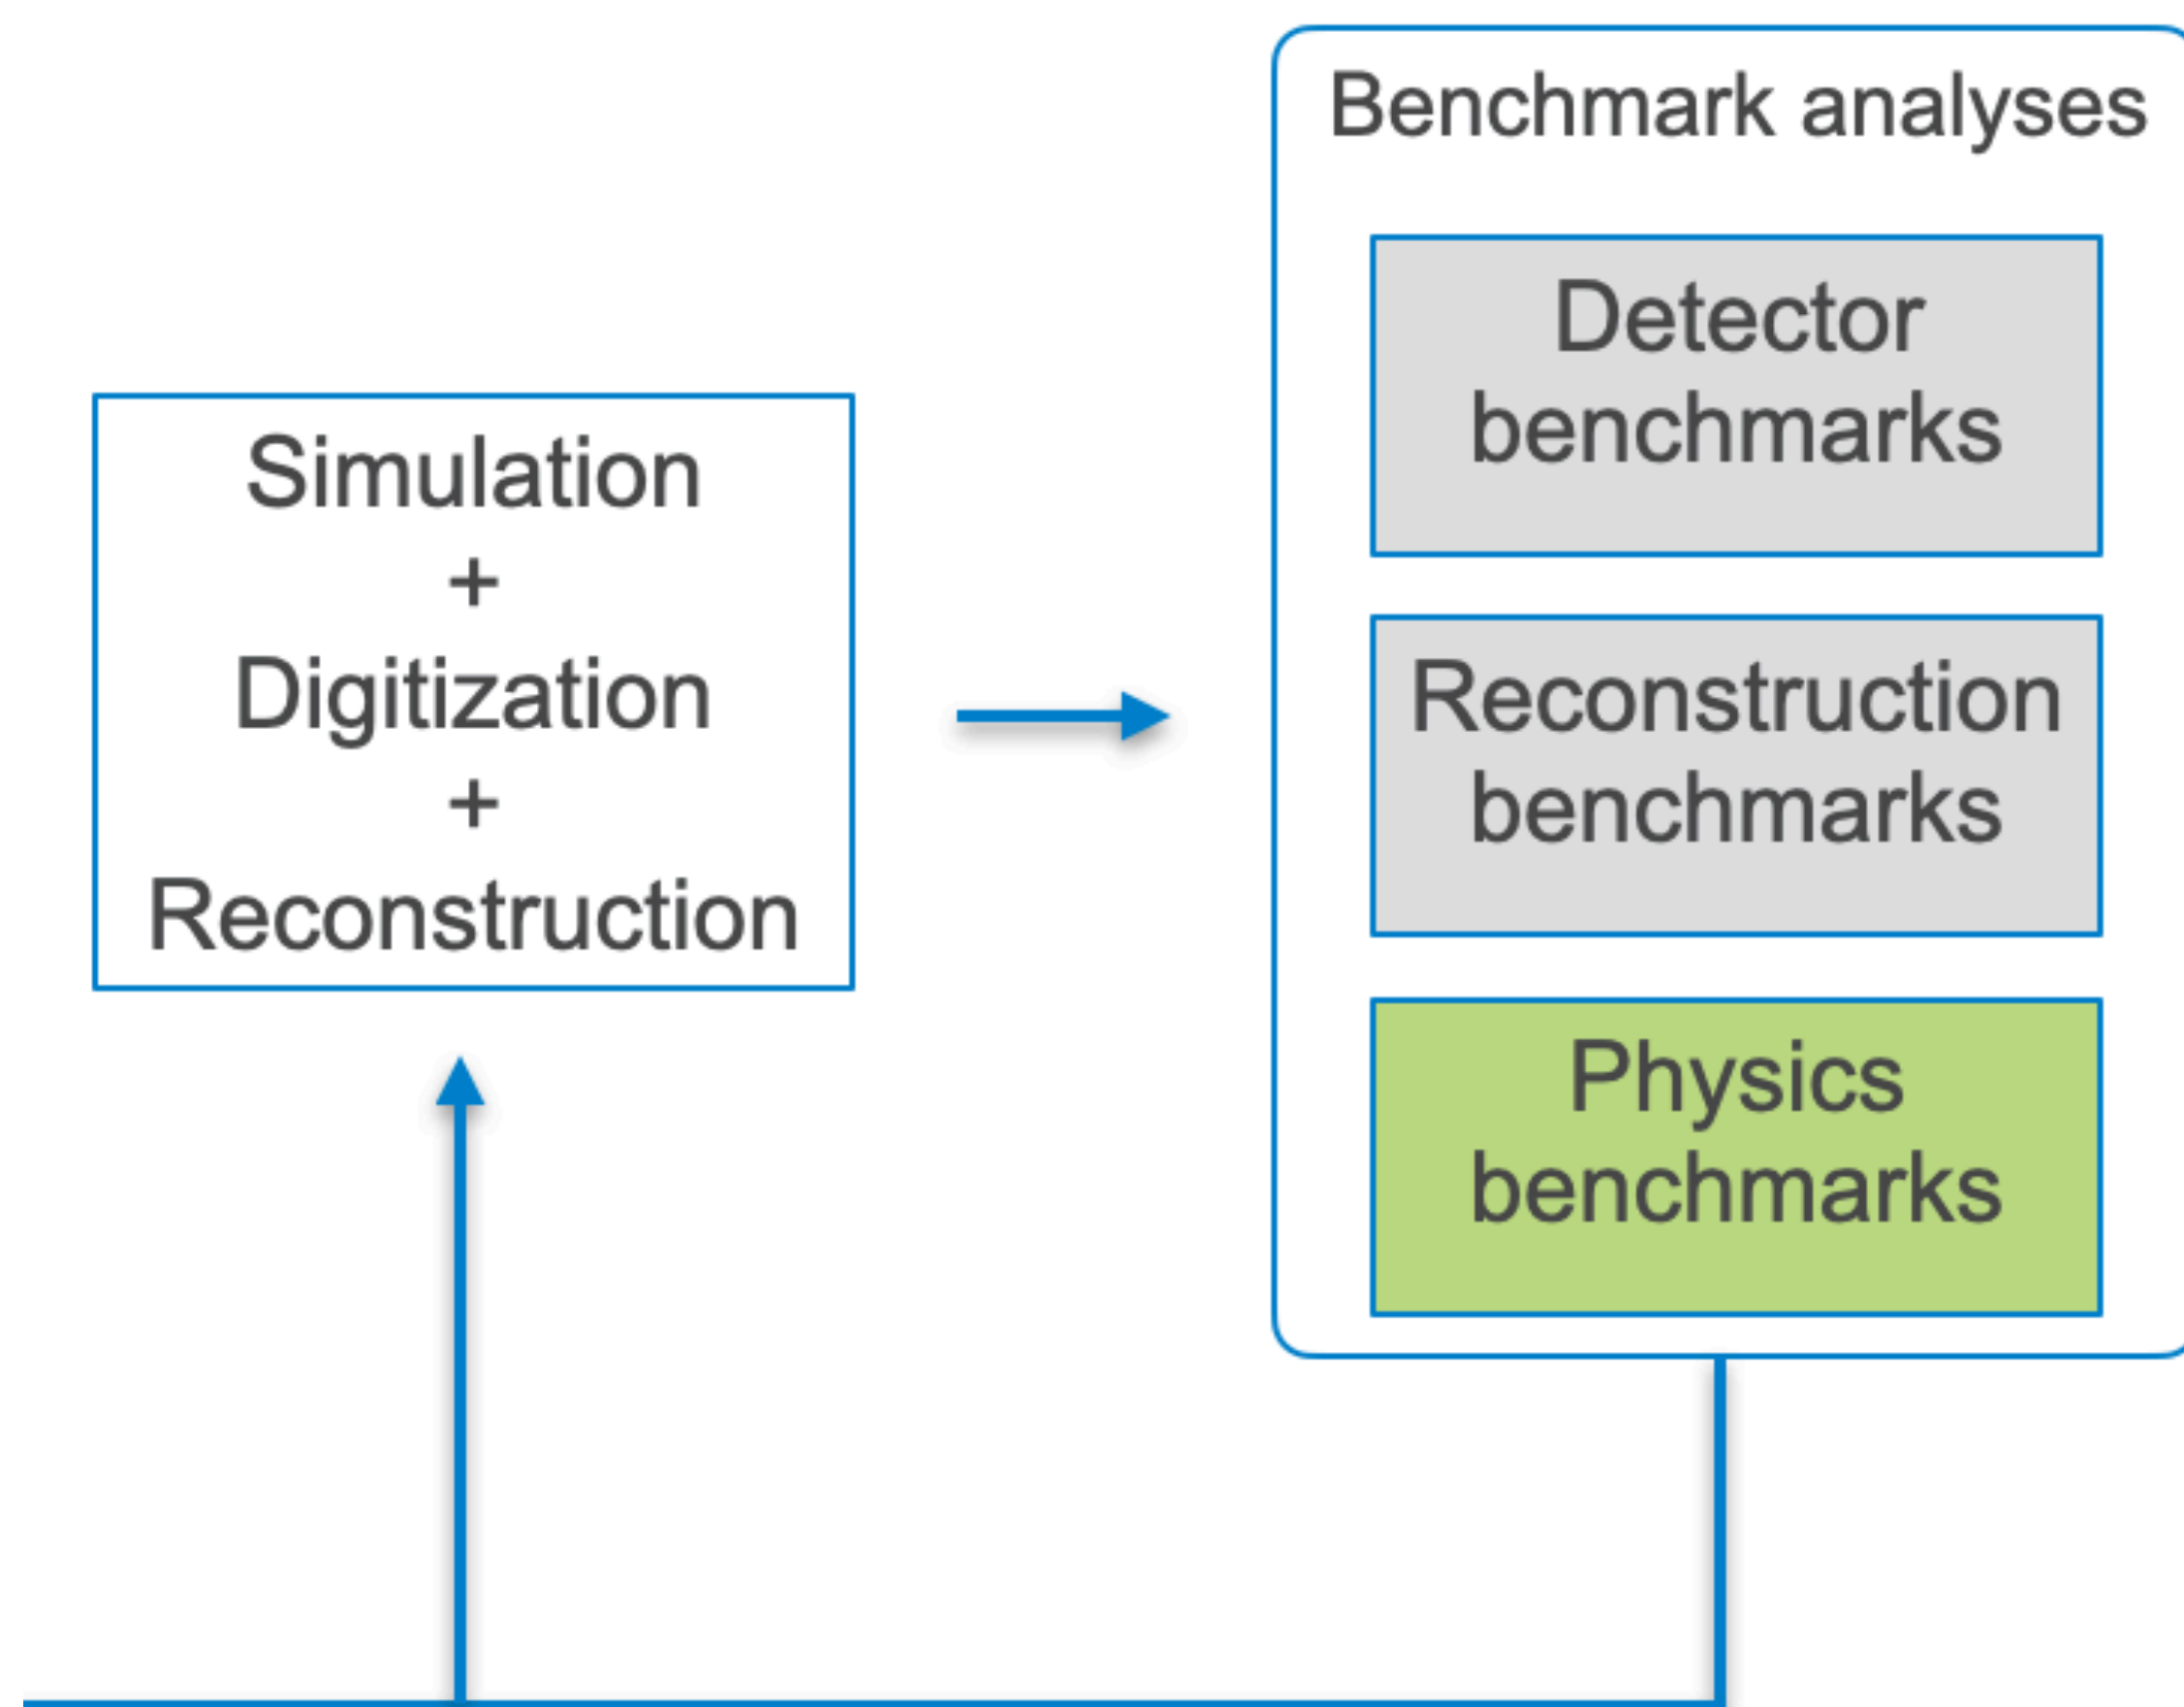 Simulation
+
Digitization
+
Reconstruction
Benchmark analyses
Detector
benchmarks
Reconstruction
benchmarks
Physics
benchmarks